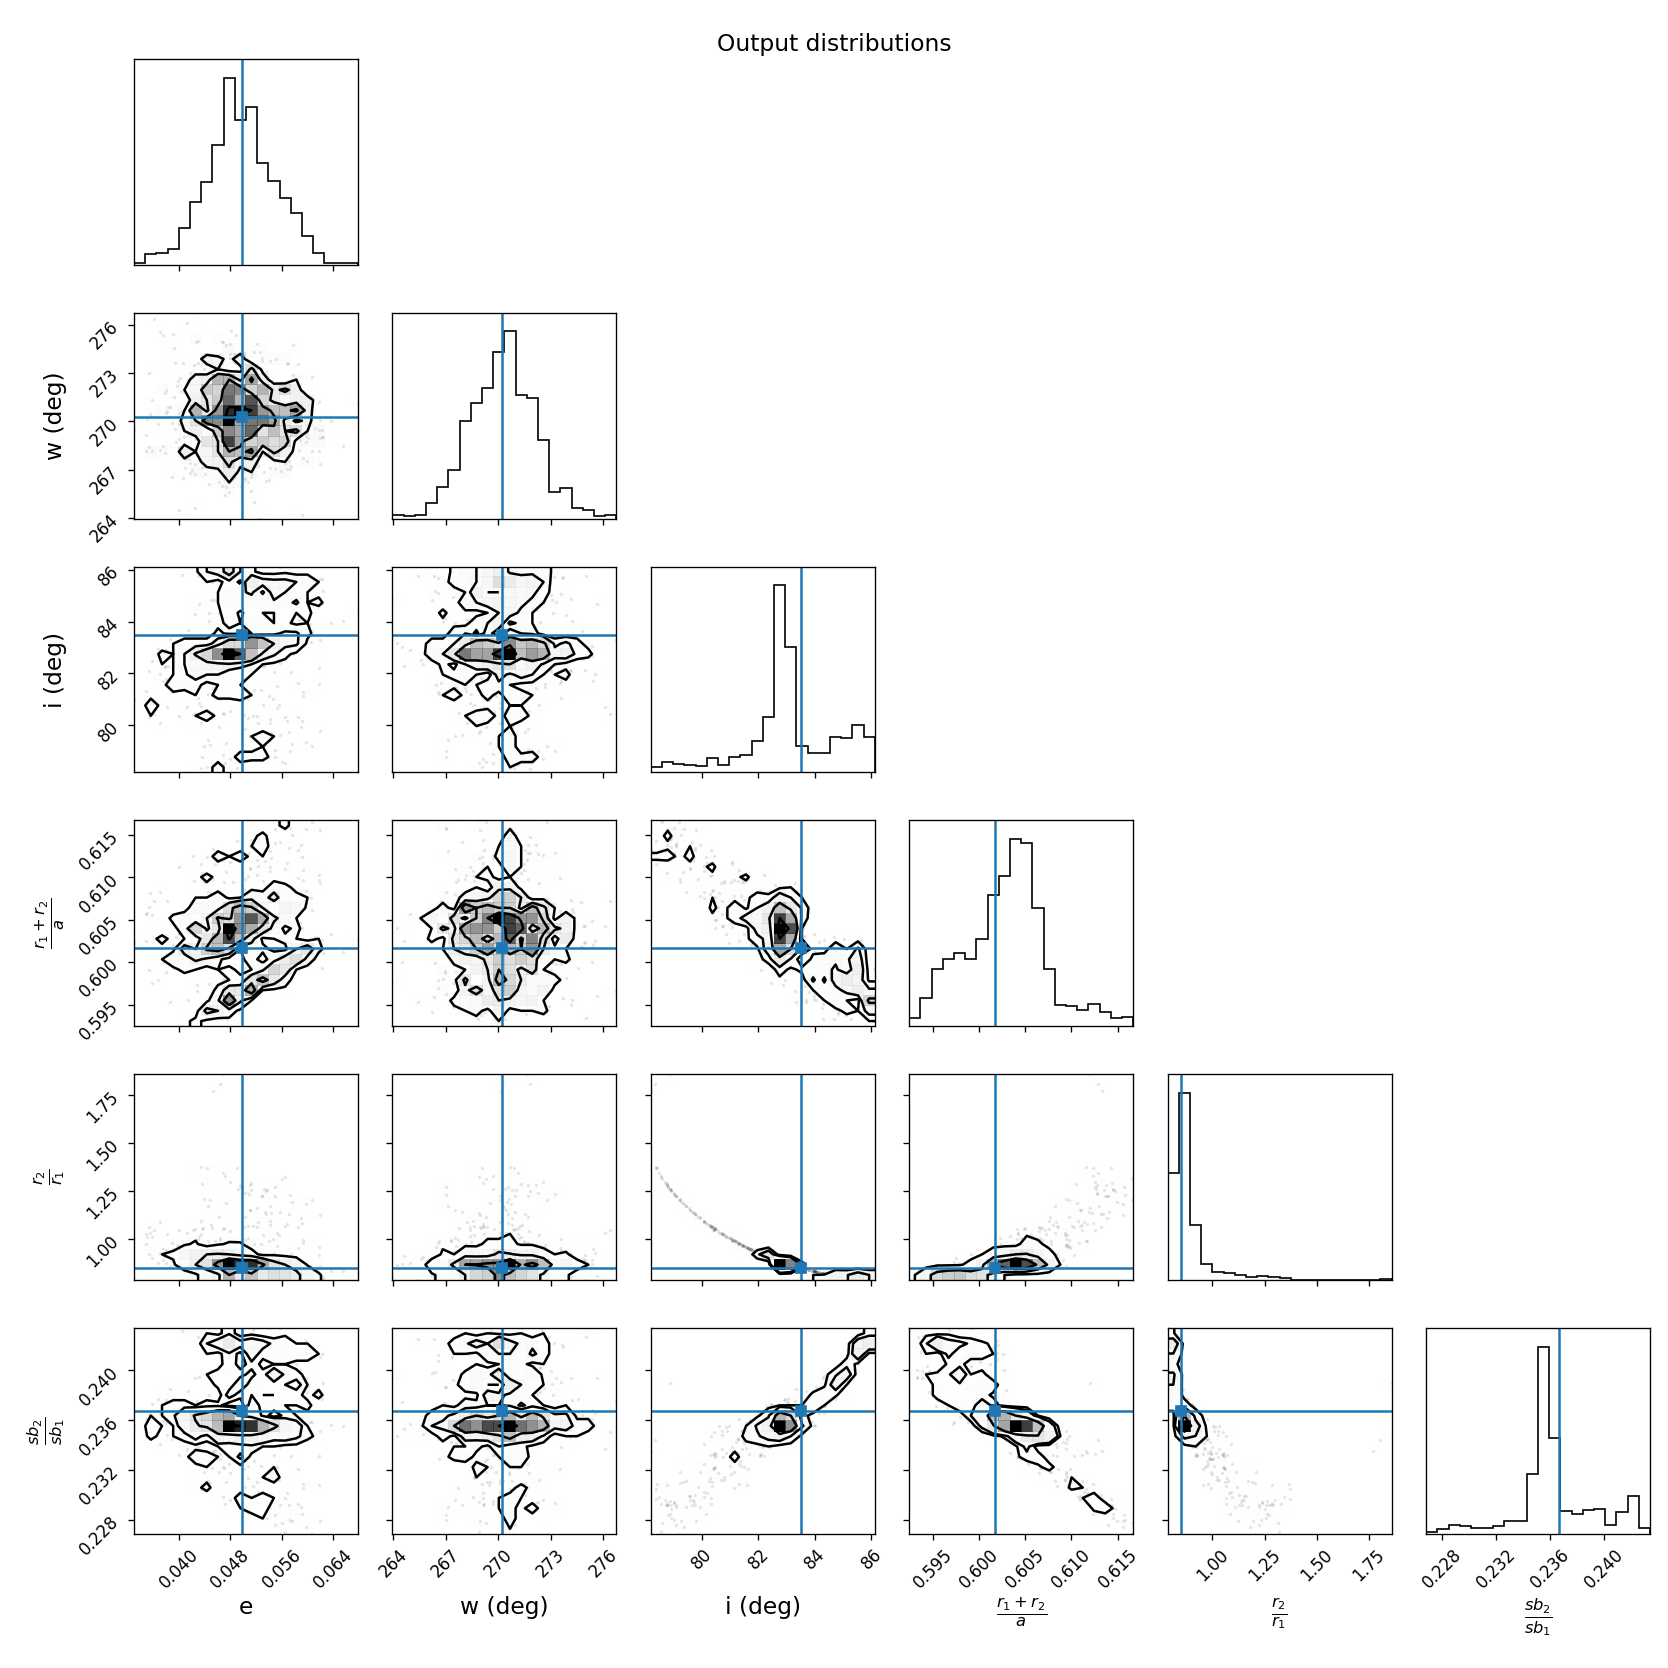 Output distributions
w (deg)
276
273
270
267
264
i (deg)
86
84
82
80
r₁ + r₂ / a
0.615
0.610
0.605
0.600
0.595
r₂ / r₁
1.75
1.50
1.25
1.00
sb₂ / sb₁
0.240
0.236
0.232
0.228
0.040 0.048 0.056 0.064
264 267 270 273 276
80 82 84 86
0.595 0.600 0.605 0.610 0.615
1.00 1.25 1.50 1.75
0.228 0.232 0.236 0.240
e
w (deg)
i (deg)
r₁ + r₂ / a
r₂ / r₁
sb₂ / sb₁